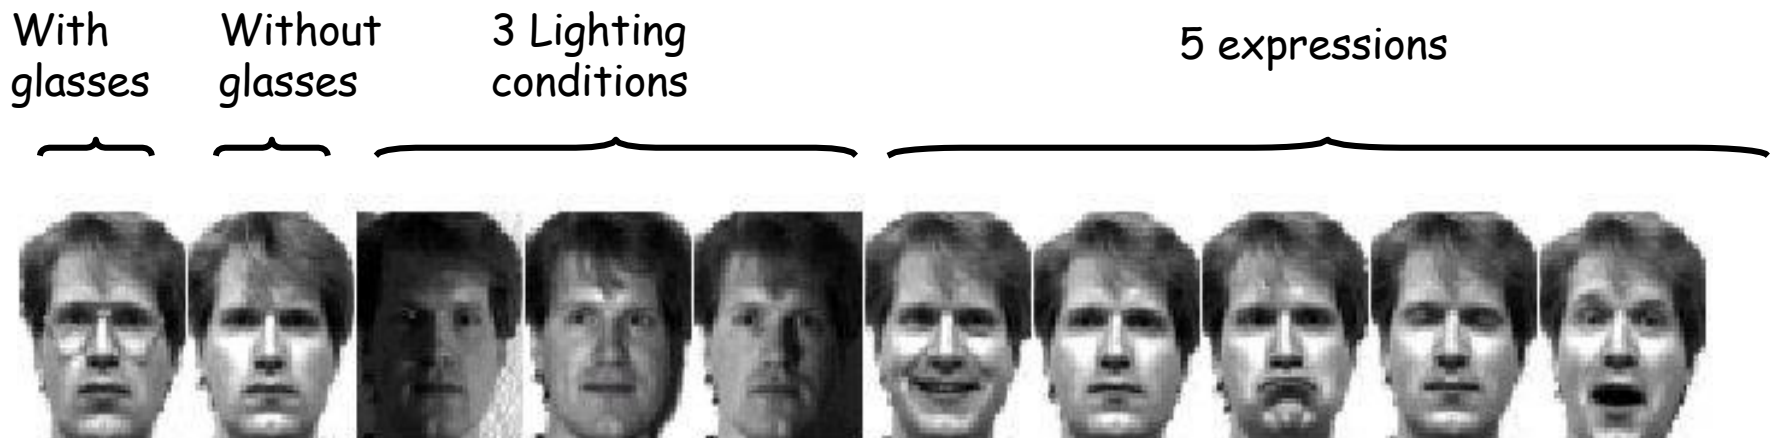 With
glasses
Without
glasses
3 Lighting
conditions
5 expressions